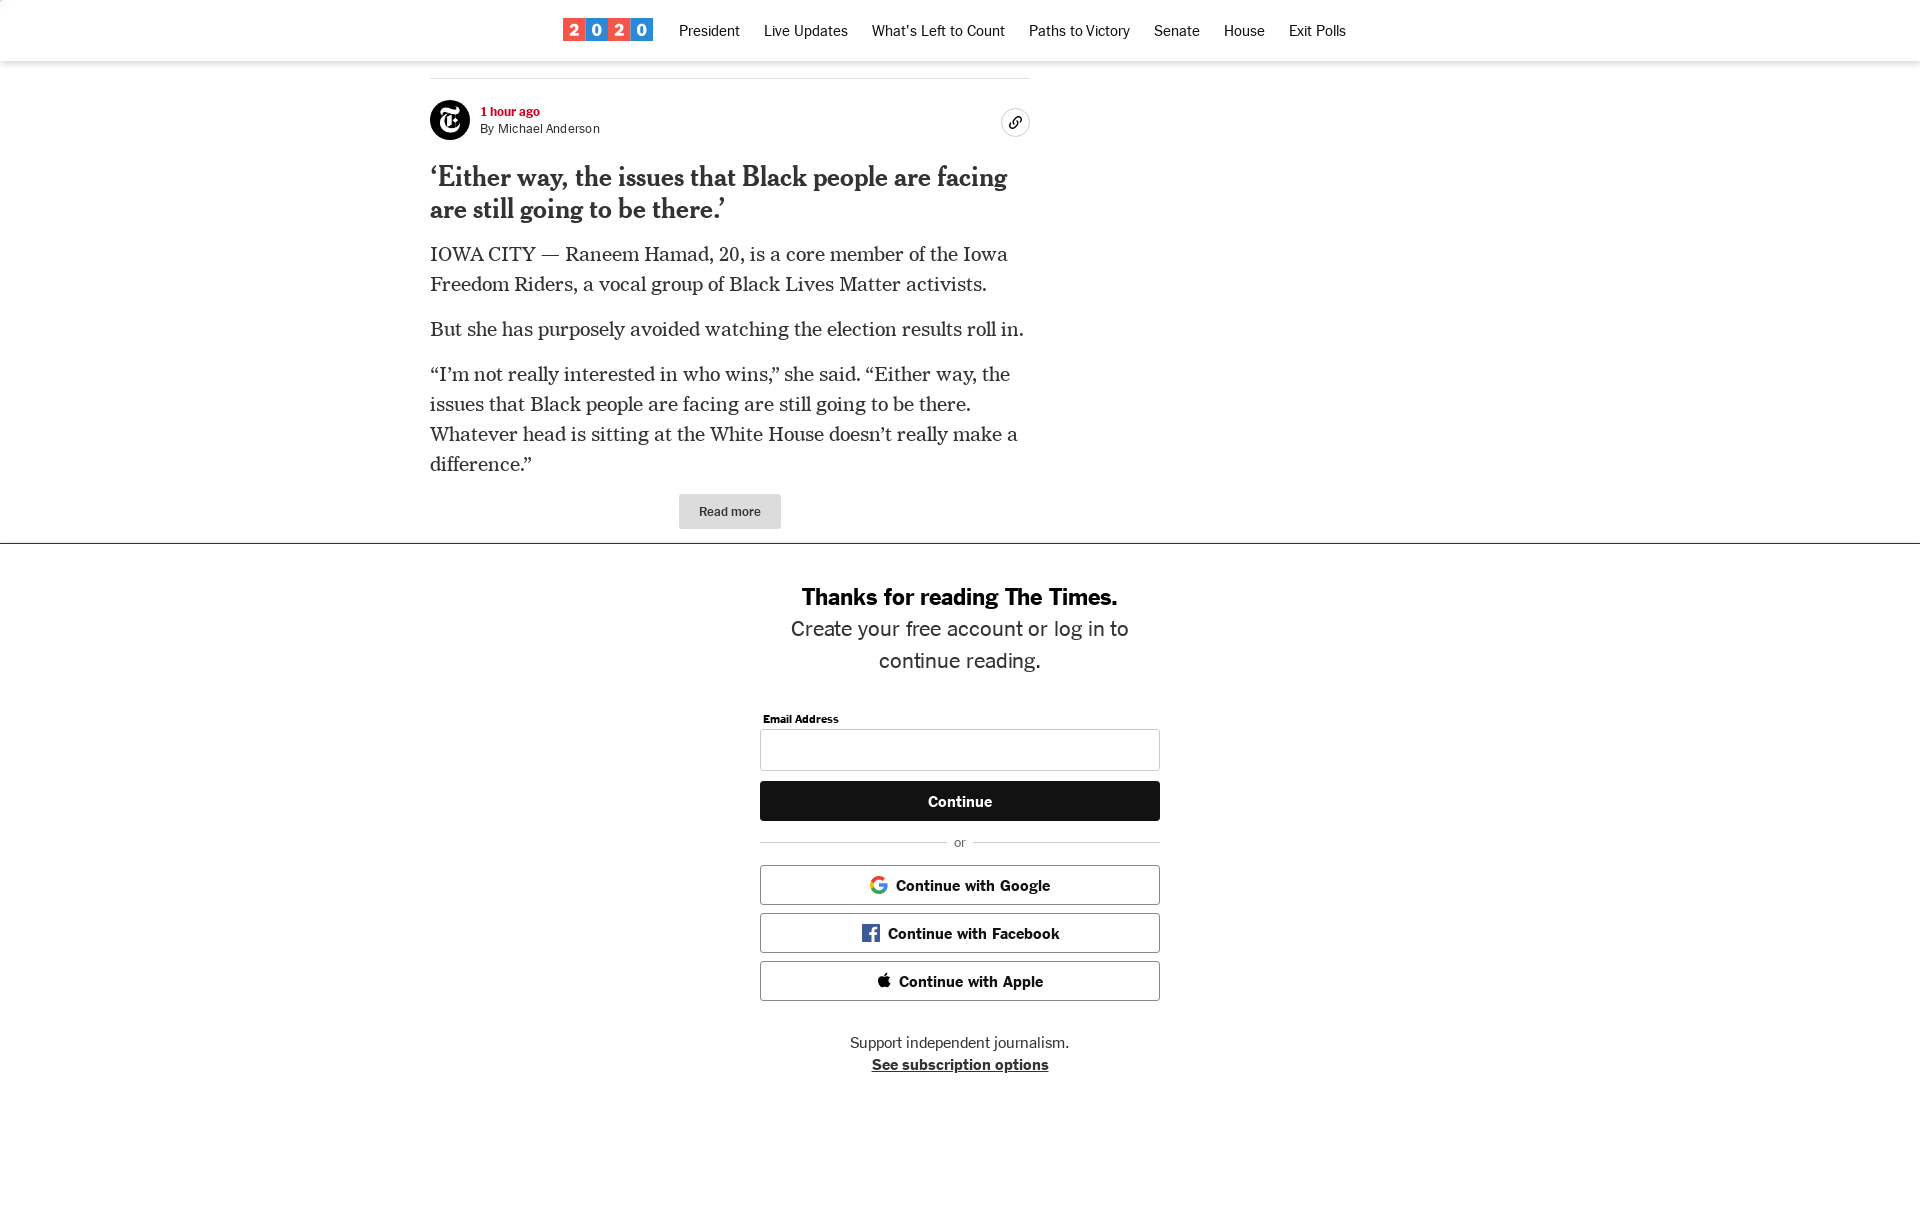 2020 President Live Updates What's Left to Count Paths to Victory Senate House Exit Polls
1 hour ago
By Michael Anderson
‘Either way, the issues that Black people are facing
are still going to be there.’
IOWA CITY — Raneem Hamad, 20, is a core member of the Iowa
Freedom Riders, a vocal group of Black Lives Matter activists.
But she has purposely avoided watching the election results roll in.
“I’m not really interested in who wins,” she said. “Either way, the
issues that Black people are facing are still going to be there.
Whatever head is sitting at the White House doesn’t really make a
difference.”
Read more
Thanks for reading The Times.
Create your free account or log in to
continue reading.
Email Address
Continue
or
Continue with Google
Continue with Facebook
Continue with Apple
Support independent journalism.
See subscription options